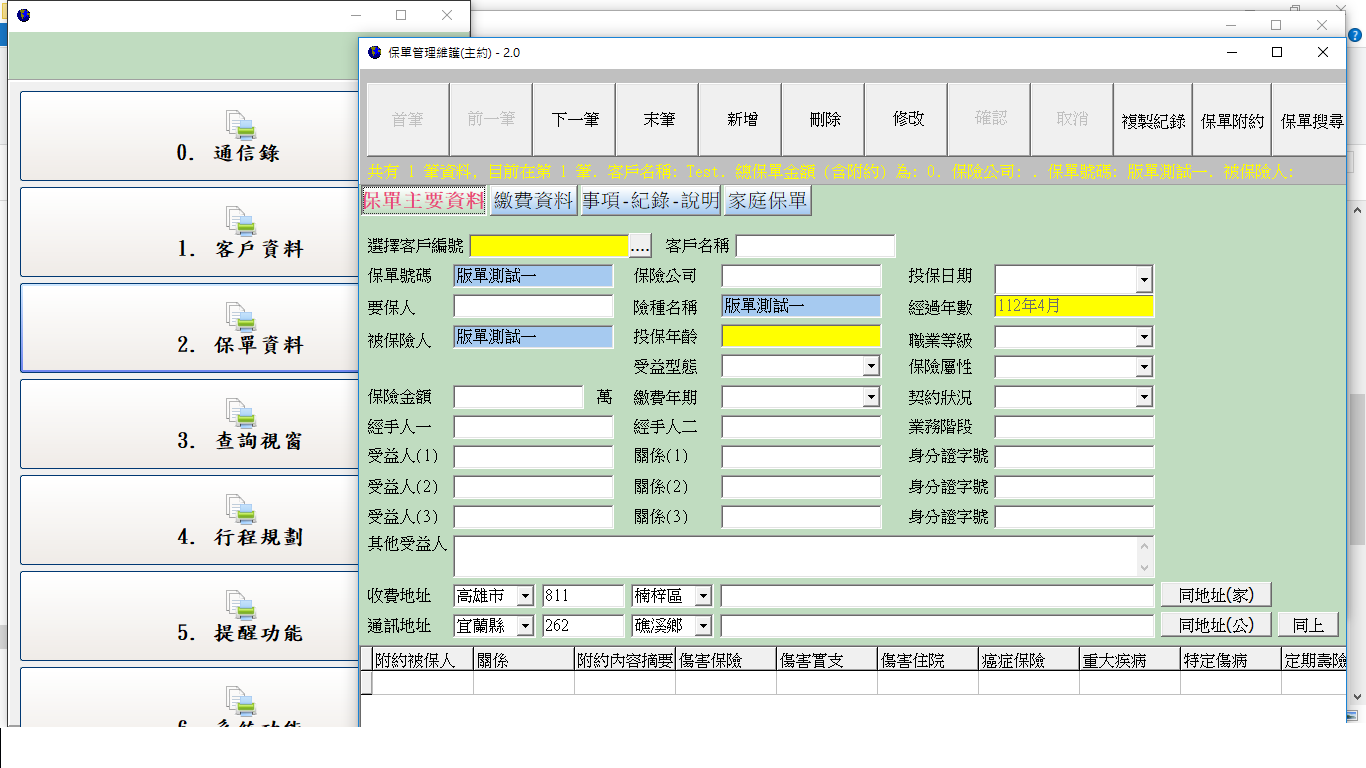 保單管理維護(主約) - 2.0
首筆 前一筆 下一筆 末筆 新增 刪除 修改 確認 取消 複製紀錄 保單附約 保單搜尋
共有 1 筆資料, 目前在第 1 筆. 客戶名稱: Test. 總保單金額 (含附約) 為: 0. 保險公司: . 保單號碼: 版單測試一. 被保險人:
保單主要資料 繳費資料 事項-紀錄-說明 家庭保單
選擇客戶編號 .... 客戶名稱
保單號碼 版單測試一 保險公司 投保日期
要保人 險種名稱 版單測試一 經過年數 112年4月
被保險人 版單測試一 投保年齡 職業等級
受益型態 保險屬性
保險金額 萬 繳費年期 契約狀況
經手人一 經手人二 業務階段
受益人(1) 關係(1) 身分證字號
受益人(2) 關係(2) 身分證字號
受益人(3) 關係(3) 身分證字號
其他受益人
收費地址 高雄市 811 楠梓區 同地址(家)
通訊地址 宜蘭縣 262 礁溪鄉 同地址(公) 同上
附約被保人 關係 附約內容摘要 傷害保險 傷害實支 傷害住院 癌症保險 重大疾病 特定傷病 定期壽險
0. 通信錄
1. 客戶資料
2. 保單資料
3. 查詢視窗
4. 行程規劃
5. 提醒功能
6. 系統功能